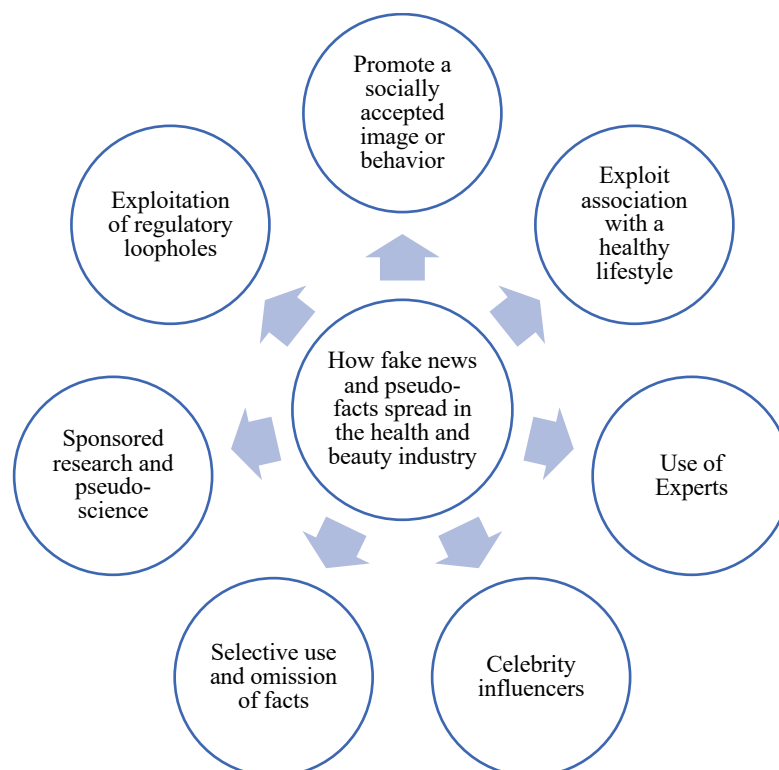 Promote a
socially
accepted
image or
behavior
Exploit
association
with a
healthy
lifestyle
Use of
Experts
Celebrity
influencers
Selective use
and omission
of facts
Sponsored
research and
pseudo-
science
Exploitation
of regulatory
loopholes
How fake news
and pseudo-
facts spread in
the health and
beauty industry